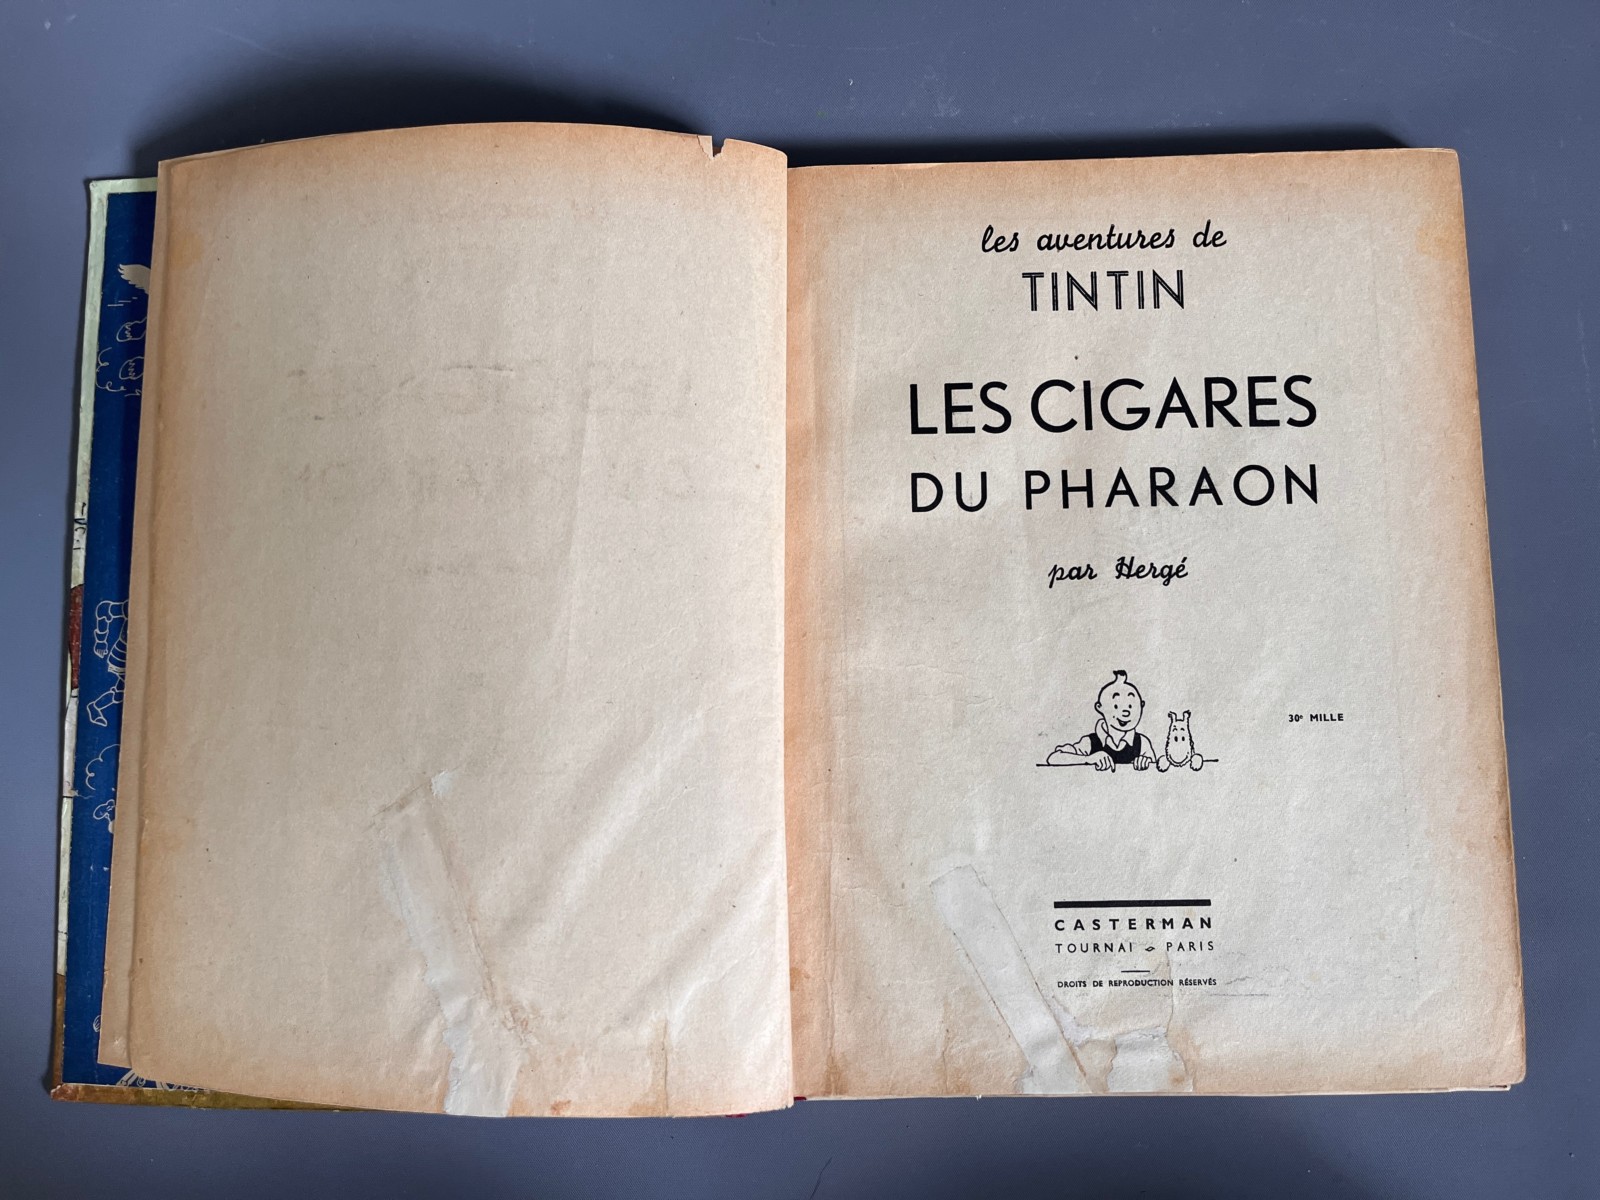 les aventures de
TINTIN
LES CIGARES
DU PHARAON
par Hergé
30e MILLE
CASTERMAN
TOURNAI PARIS
DROITS DE REPRODUCTION RÉSERVÉS